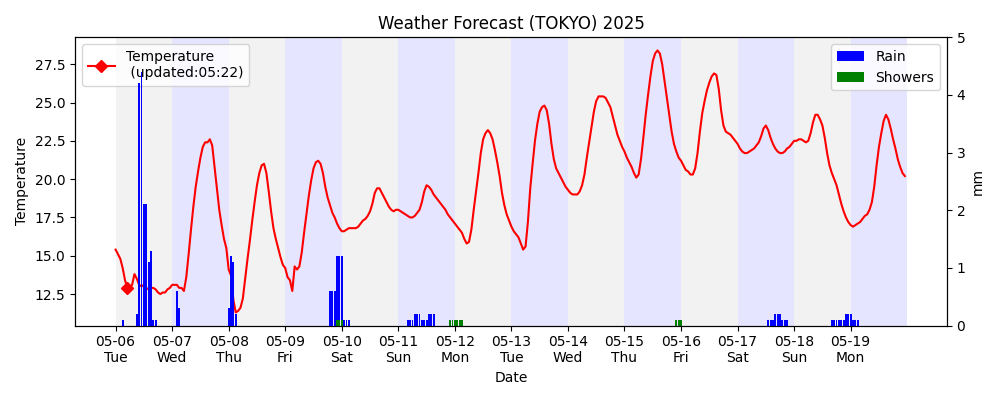 Weather Forecast (TOKYO) 2025
Temperature
(updated:05:22)
Rain
Showers
27.5
25.0
22.5
20.0
17.5
15.0
12.5
Temperature
5
4
3
2
1
0
mm
05-06 05-07 05-08 05-09 05-10 05-11 05-12 05-13 05-14 05-15 05-16 05-17 05-18 05-19
Tue Wed Thu Fri Sat Sun Mon Tue Wed Thu Fri Sat Sun Mon
Date